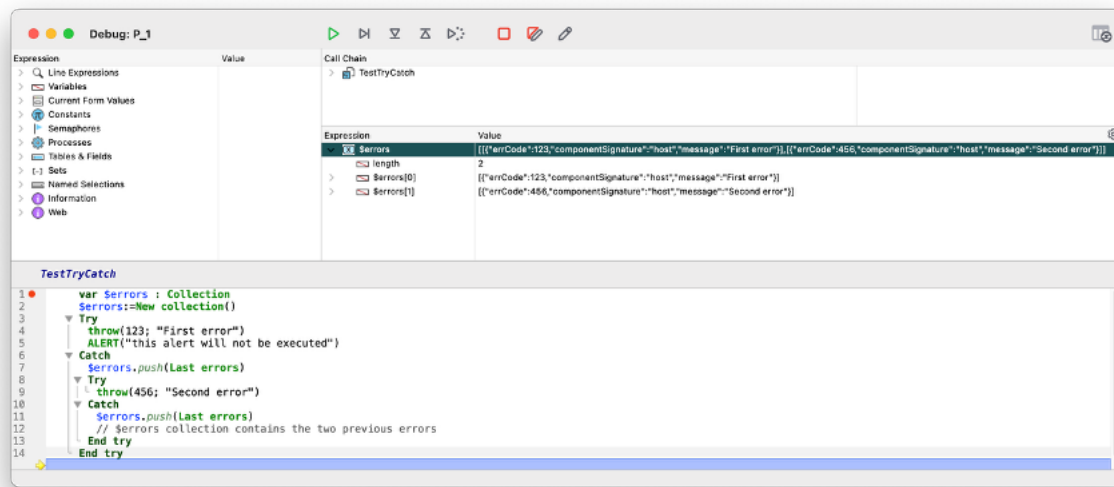 Debug: P_1
Expression Value
Line Expressions
Variables
Current Form Values
Constants
Semaphores
Processes
Tables & Fields
Sets
Named Selections
Information
Web
Call Chain
TestTryCatch
Expression Value
$errors [[{"errCode":123,"componentSignature":"host","message":"First error"}],[{"errCode":456,"componentSignature":"host","message":"Second error"}]]
length 2
$errors[0] [{"errCode":123,"componentSignature":"host","message":"First error"}]
$errors[1] [{"errCode":456,"componentSignature":"host","message":"Second error"}]
TestTryCatch
1 var $errors : Collection
2 $errors:=New collection()
3 Try
4 throw(123; "First error")
5 ALERT("this alert will not be executed")
6 Catch
7 $errors.push(Last errors)
8 Try
9 throw(456; "Second error")
10 Catch
11 $errors.push(Last errors)
12 // $errors collection contains the two previous errors
13 End try
14 End try